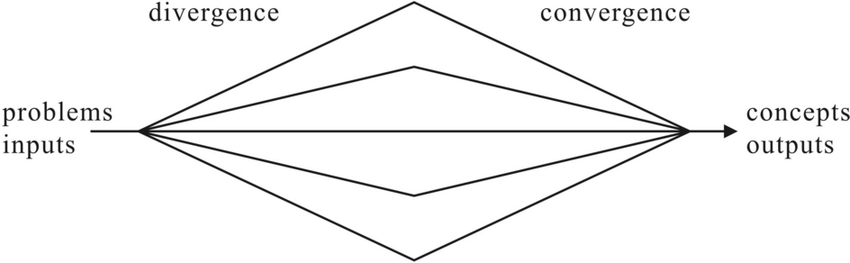 divergence
convergence
problems
inputs
concepts
outputs